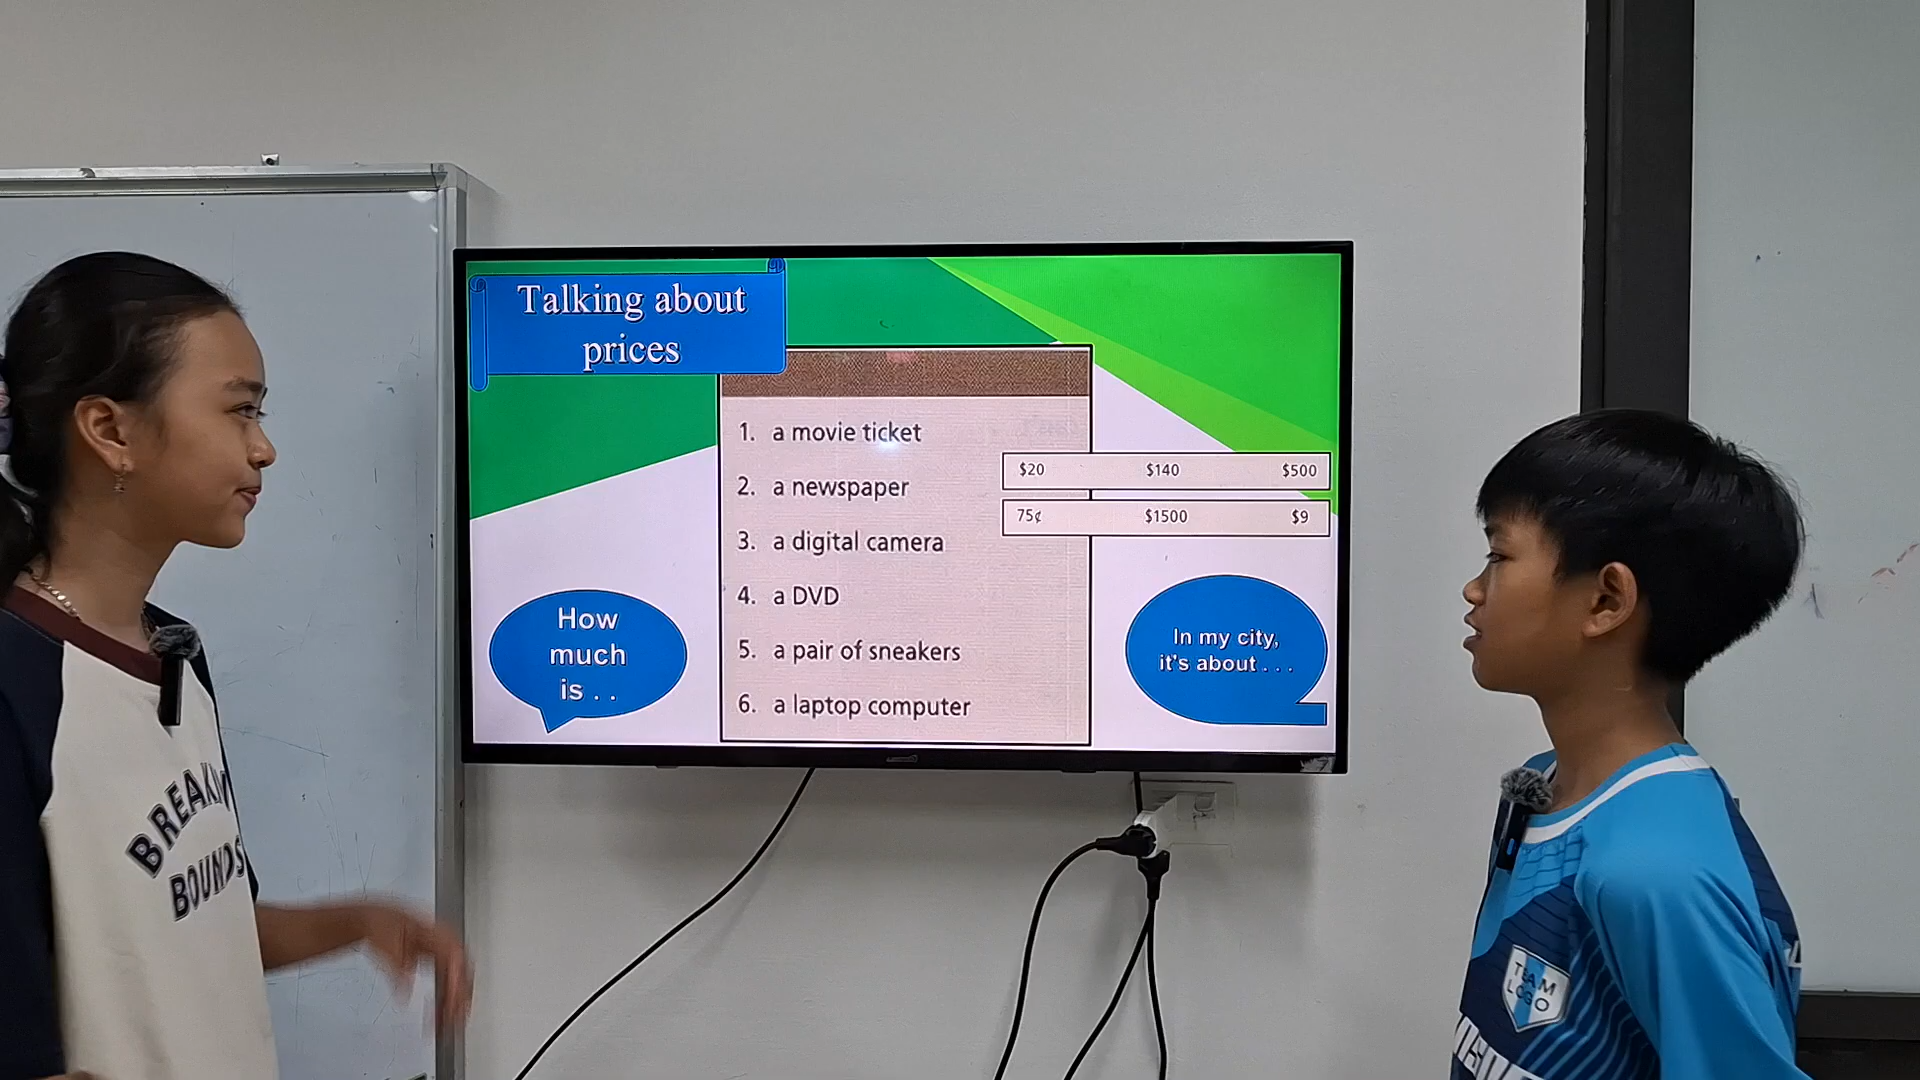 Talking about
prices
1. a movie ticket
2. a newspaper
3. a digital camera
4. a DVD
5. a pair of sneakers
6. a laptop computer
$20 $140 $500
75¢ $1500 $9
How
much
is . .
In my city,
it's about . . .
BREAKIN
BOUNDS
TEAM
LOGO